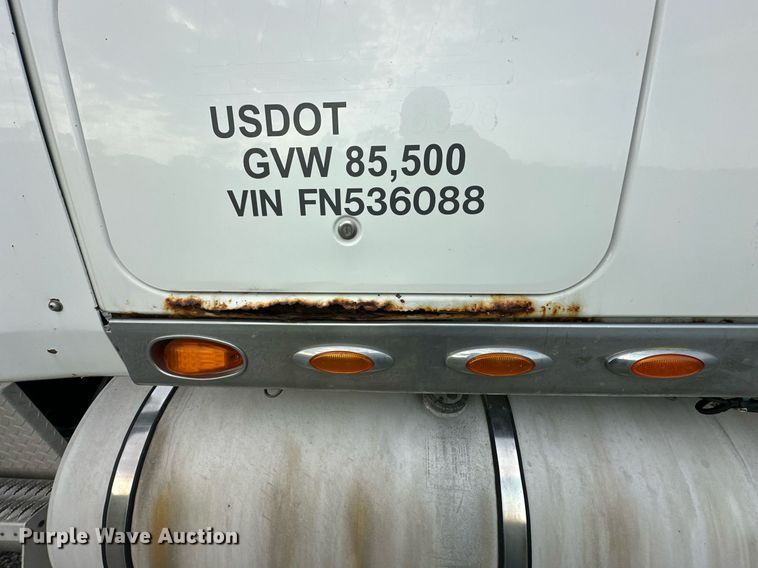 USDOT
GVW 85,500
VIN FN536088
Purple Wave Auction